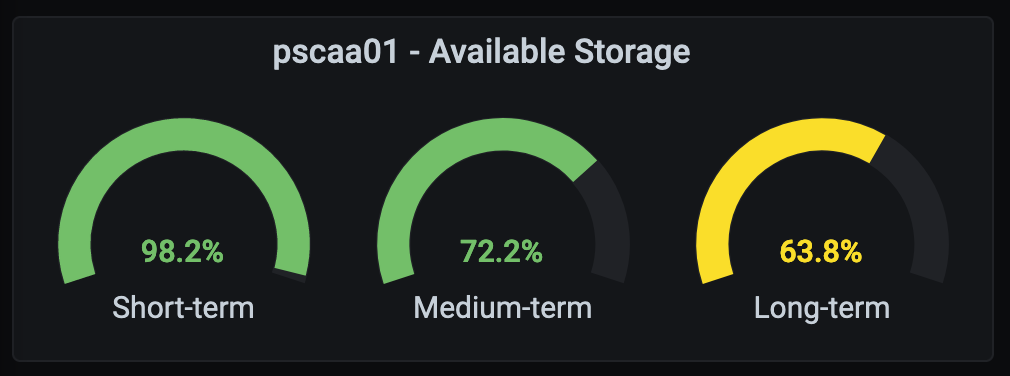 pscaa01 - Available Storage
98.2% 72.2% 63.8%
Short-term Medium-term Long-term